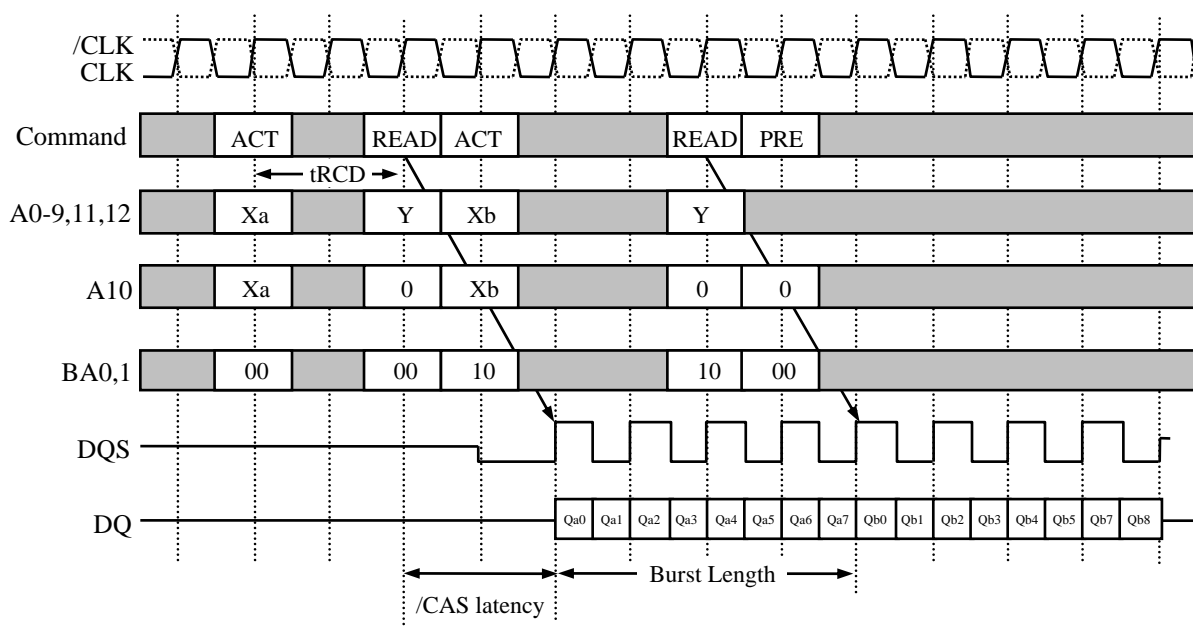 /CLK
CLK
Command ACT READ ACT READ PRE
tRCD
A0-9,11,12 Xa Y Xb Y
A10 Xa 0 Xb 0 0
BA0,1 00 00 10 10 00
DQS
DQ Qa0 Qa1 Qa2 Qa3 Qa4 Qa5 Qa6 Qa7 Qb0 Qb1 Qb2 Qb3 Qb4 Qb5 Qb7 Qb8
Burst Length
/CAS latency